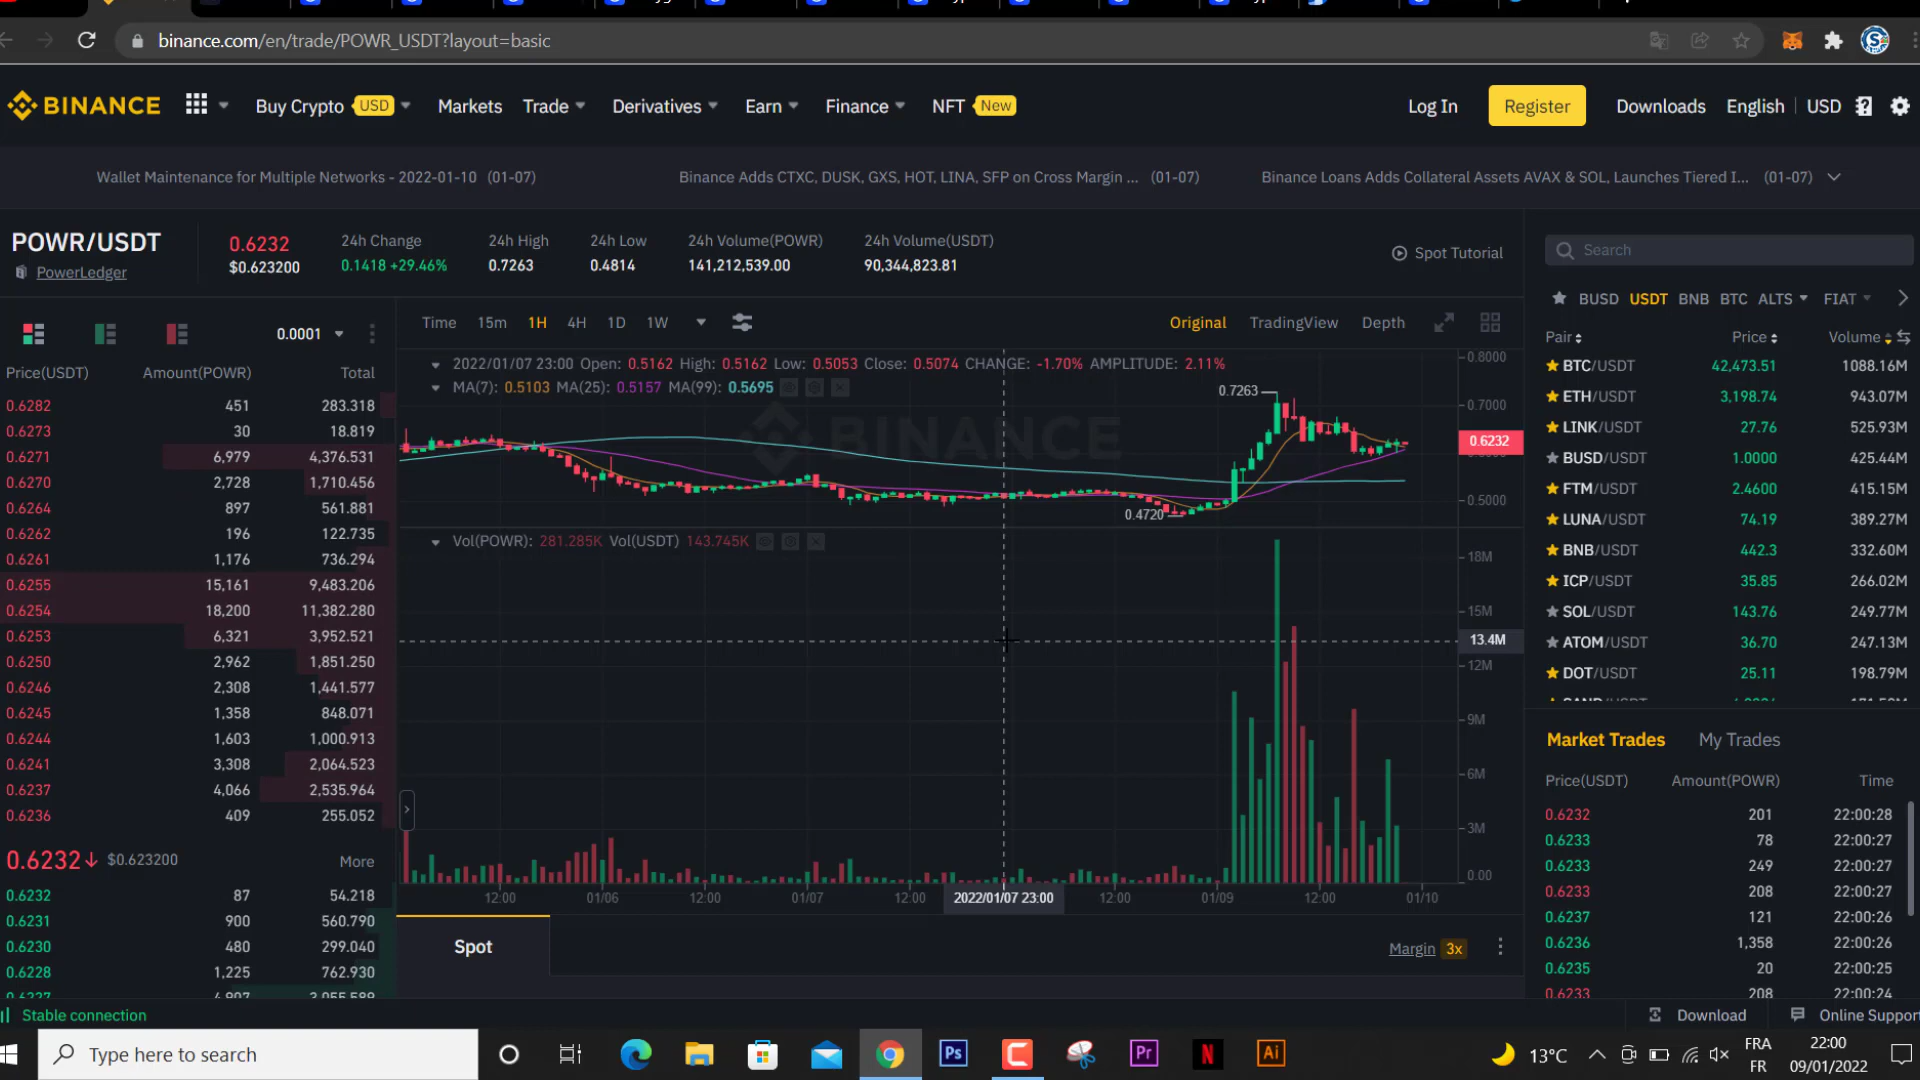 binance.com/en/trade/POWR_USDT?layout=basic
BINANCE Buy Crypto USD Markets Trade Derivatives Earn Finance NFT New Log In Register Downloads English USD
Wallet Maintenance for Multiple Networks - 2022-01-10 (01-07) Binance Adds CTXC, DUSK, GXS, HOT, LINA, SFP on Cross Margin ... (01-07) Binance Loans Adds Collateral Assets AVAX & SOL, Launches Tiered I... (01-07)
POWR/USDT
PowerLedger
0.6232
$0.623200
24h Change
0.1418 +29.46%
24h High
0.7263
24h Low
0.4814
24h Volume(POWR)
141,212,539.00
24h Volume(USDT)
90,344,823.81
Spot Tutorial
0.0001
Price(USDT) Amount(POWR) Total
0.6282 451 283.318
0.6273 30 18.819
0.6271 6,979 4,376.531
0.6270 2,728 1,710.456
0.6264 897 561.881
0.6262 196 122.735
0.6261 1,176 736.294
0.6255 15,161 9,483.206
0.6254 18,200 11,382.280
0.6253 6,321 3,952.521
0.6250 2,962 1,851.250
0.6246 2,308 1,441.577
0.6245 1,358 848.071
0.6244 1,603 1,000.913
0.6241 3,308 2,064.523
0.6237 4,066 2,535.964
0.6236 409 255.052
0.6232↓ $0.623200 More
0.6232 87 54.218
0.6231 900 560.790
0.6230 480 299.040
0.6228 1,225 762.930
Time 15m 1H 4H 1D 1W Original TradingView Depth
2022/01/07 23:00 Open: 0.5162 High: 0.5162 Low: 0.5053 Close: 0.5074 CHANGE: -1.70% AMPLITUDE: 2.11%
MA(7): 0.5103 MA(25): 0.5157 MA(99): 0.5695
BINANCE
0.7263
0.4720
0.8000
0.7000
0.6232
0.5000
Vol(POWR): 281.285K Vol(USDT) 143.745K
18M
15M
13.4M
12M
9M
6M
3M
0.00
12:00 01/06 12:00 01/07 12:00 2022/01/07 23:00 12:00 01/09 12:00 01/10
Spot Margin 3x
Search
BUSD USDT BNB BTC ALTS FIAT
Pair Price Volume
BTC/USDT 42,473.51 1088.16M
ETH/USDT 3,198.74 943.07M
LINK/USDT 27.76 525.93M
BUSD/USDT 1.0000 425.44M
FTM/USDT 2.4600 415.15M
LUNA/USDT 74.19 389.27M
BNB/USDT 442.3 332.60M
ICP/USDT 35.85 266.02M
SOL/USDT 143.76 249.77M
ATOM/USDT 36.70 247.13M
DOT/USDT 25.11 198.79M
Market Trades My Trades
Price(USDT) Amount(POWR) Time
0.6232 201 22:00:28
0.6233 78 22:00:27
0.6233 249 22:00:27
0.6233 208 22:00:27
0.6237 121 22:00:26
0.6236 1,358 22:00:26
0.6235 20 22:00:25
0.6233 208 22:00:24
Stable connection Download Online Support
Type here to search
Ps
Pr
N
Ai
13°C
FRA
FR
22:00
09/01/2022